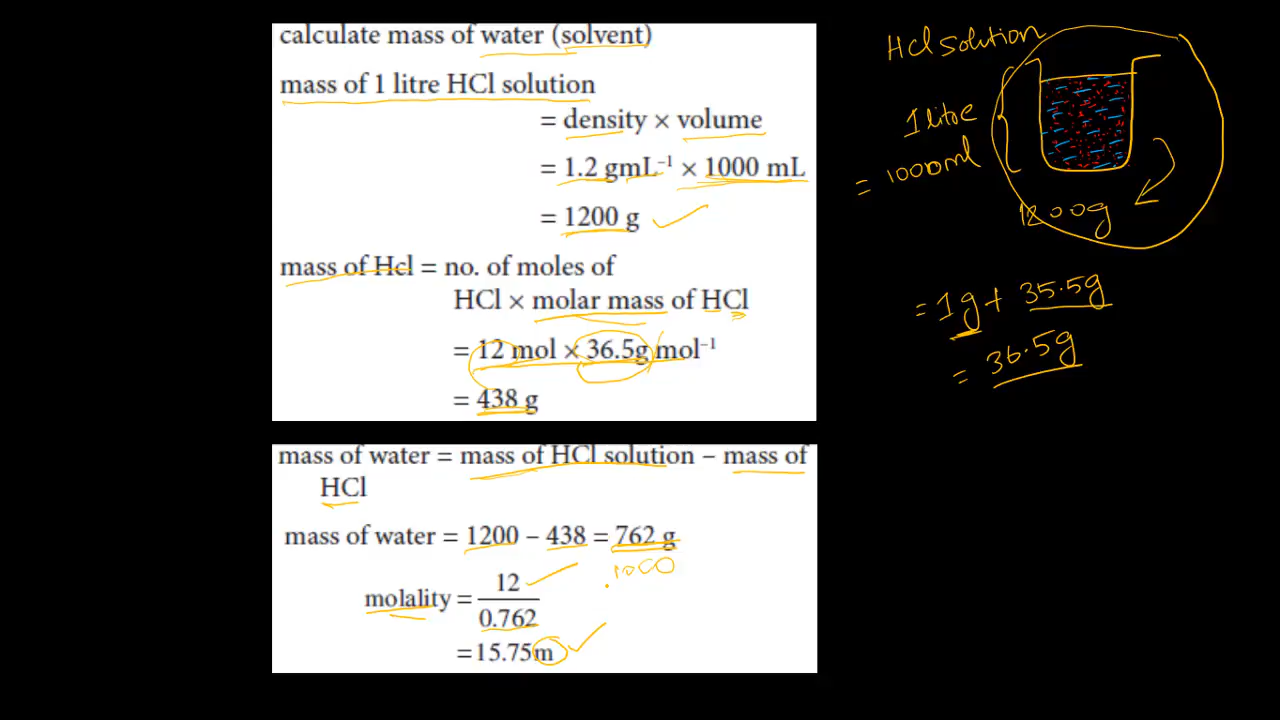 calculate mass of water (solvent)
mass of 1 litre HCl solution
= density × volume
= 1.2 gmL⁻¹ × 1000 mL
= 1200 g
mass of Hcl = no. of moles of
HCl × molar mass of HCl
= 12 mol × 36.5g mol⁻¹
= 438 g
mass of water = mass of HCl solution – mass of
HCl
mass of water = 1200 – 438 = 762 g
1000
molality = 12
0.762
= 15.75m
HCl solution
1 litre
= 1000ml
1200g
= 1g + 35.5g
= 36.5g